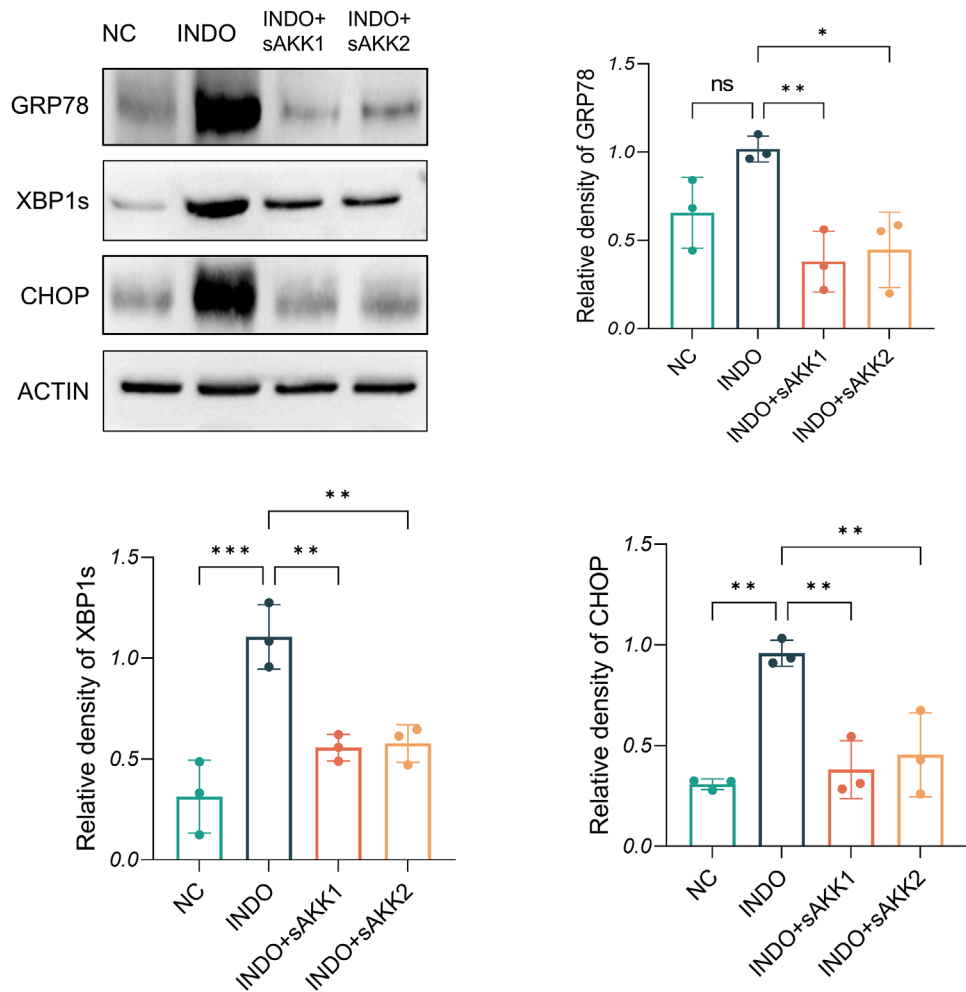 NC
INDO
INDO+
sAKK1
INDO+
sAKK2
GRP78
XBP1s
CHOP
ACTIN
Relative density of GRP78
1.5
1.0
0.5
0.0
ns
**
*
NC
INDO
INDO+sAKK1
INDO+sAKK2
Relative density of XBP1s
1.5
1.0
0.5
0.0
***
**
**
NC
INDO
INDO+sAKK1
INDO+sAKK2
Relative density of CHOP
1.5
1.0
0.5
0.0
**
**
**
NC
INDO
INDO+sAKK1
INDO+sAKK2